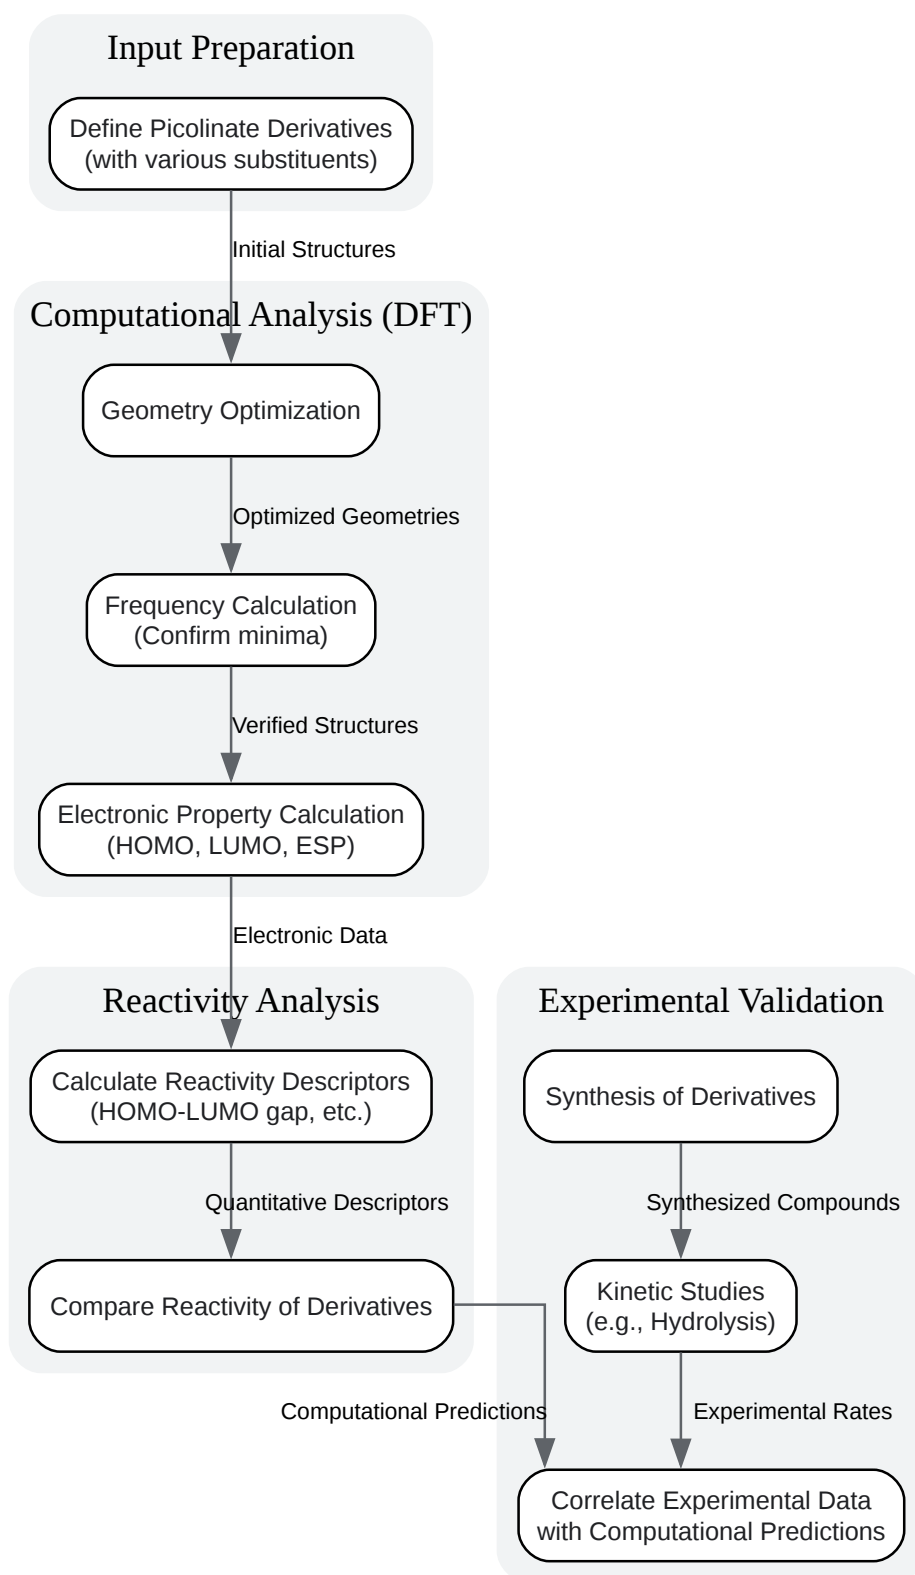 Input Preparation
Define Picolinate Derivatives
(with various substituents)
Initial Structures
Computational Analysis (DFT)
Geometry Optimization
Optimized Geometries
Frequency Calculation
(Confirm minima)
Verified Structures
Electronic Property Calculation
(HOMO, LUMO, ESP)
Electronic Data
Reactivity Analysis
Calculate Reactivity Descriptors
(HOMO-LUMO gap, etc.)
Quantitative Descriptors
Compare Reactivity of Derivatives
Computational Predictions
Experimental Validation
Synthesis of Derivatives
Synthesized Compounds
Kinetic Studies
(e.g., Hydrolysis)
Experimental Rates
Correlate Experimental Data
with Computational Predictions